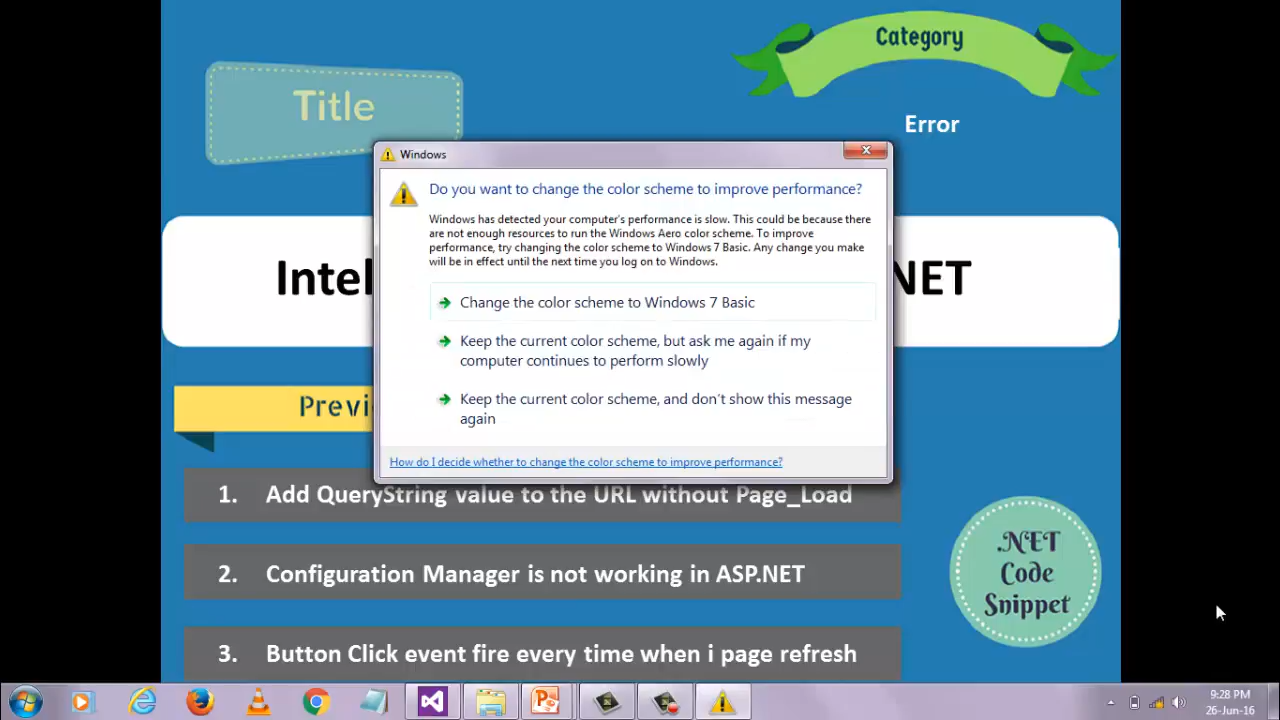 Category
Title
Error
Windows
Do you want to change the color scheme to improve performance?
Windows has detected your computer's performance is slow. This could be because there
are not enough resources to run the Windows Aero color scheme. To improve
performance, try changing the color scheme to Windows 7 Basic. Any change you make
will be in effect until the next time you log on to Windows.
Intel
NET
Change the color scheme to Windows 7 Basic
Keep the current color scheme, but ask me again if my
computer continues to perform slowly
Keep the current color scheme, and don't show this message
again
Previ
How do I decide whether to change the color scheme to improve performance?
1. Add QueryString value to the URL without Page_Load
2. Configuration Manager is not working in ASP.NET
3. Button Click event fire every time when i page refresh
.NET
Code
Snippet
9:28 PM
26-Jun-16